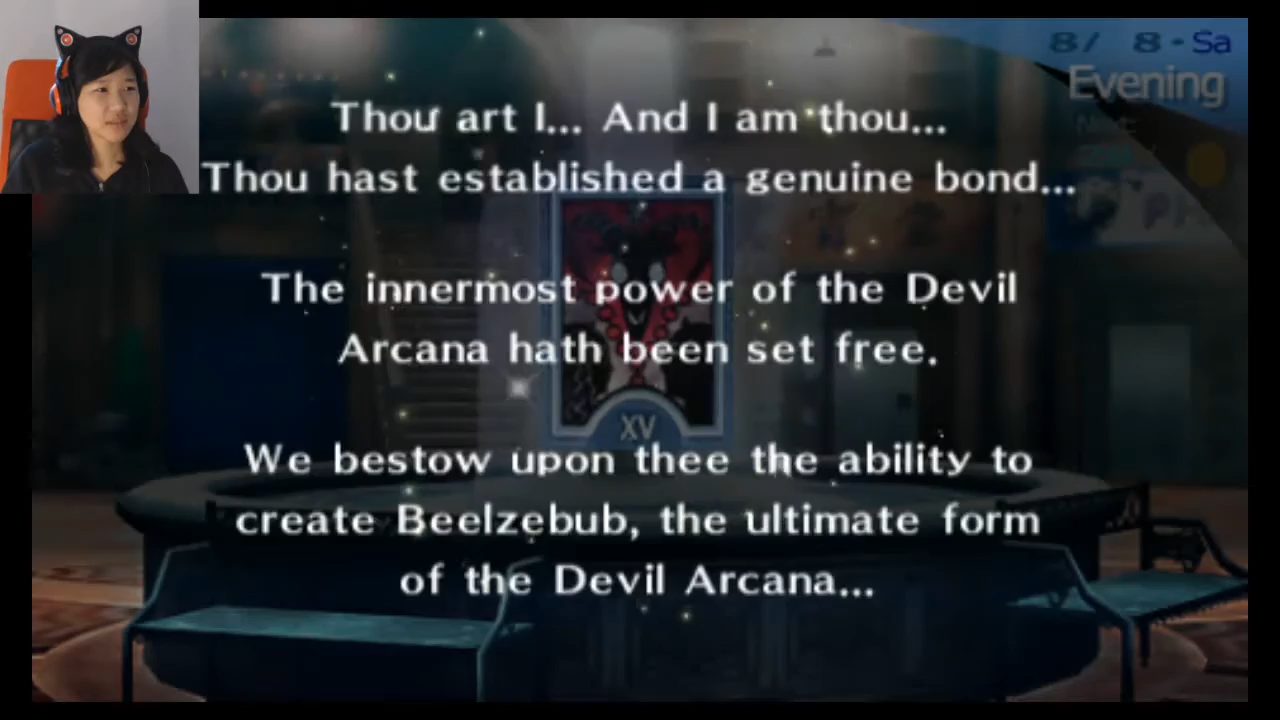 8/ 8 - Sa
Evening
Thou art I... And I am thou...
Thou hast established a genuine bond...
The innermost power of the Devil
Arcana hath been set free.
XV
We bestow upon thee the ability to
create Beelzebub, the ultimate form
of the Devil Arcana...